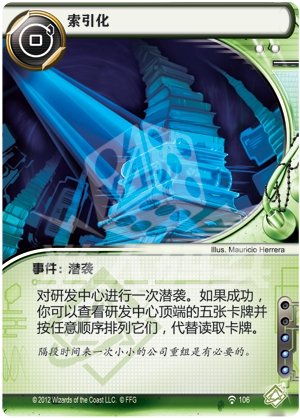 索引化
Illus. Mauricio Herrera
事件：潜袭
对研发中心进行一次潜袭。如果成功，
你可以查看研发中心顶端的五张卡牌并
按任意顺序排列它们，代替读取卡牌。
隔段时间来一次小小的公司重组是有必要的。
© 2012 Wizards of the Coast LLC. © FFG
106